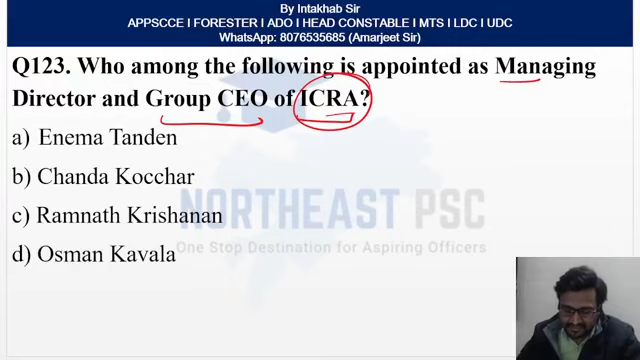 By Intakhab Sir
APPSCCE I FORESTER I ADO I HEAD CONSTABLE I MTS I LDC I UDC
WhatsApp: 8076535685 (Amarjeet Sir)
Q123. Who among the following is appointed as Managing
Director and Group CEO of ICRA?
a) Enema Tanden
b) Chanda Kocchar
c) Ramnath Krishanan
d) Osman Kavala
NORTHEAST PSC
One Stop Destination for Aspiring Officers